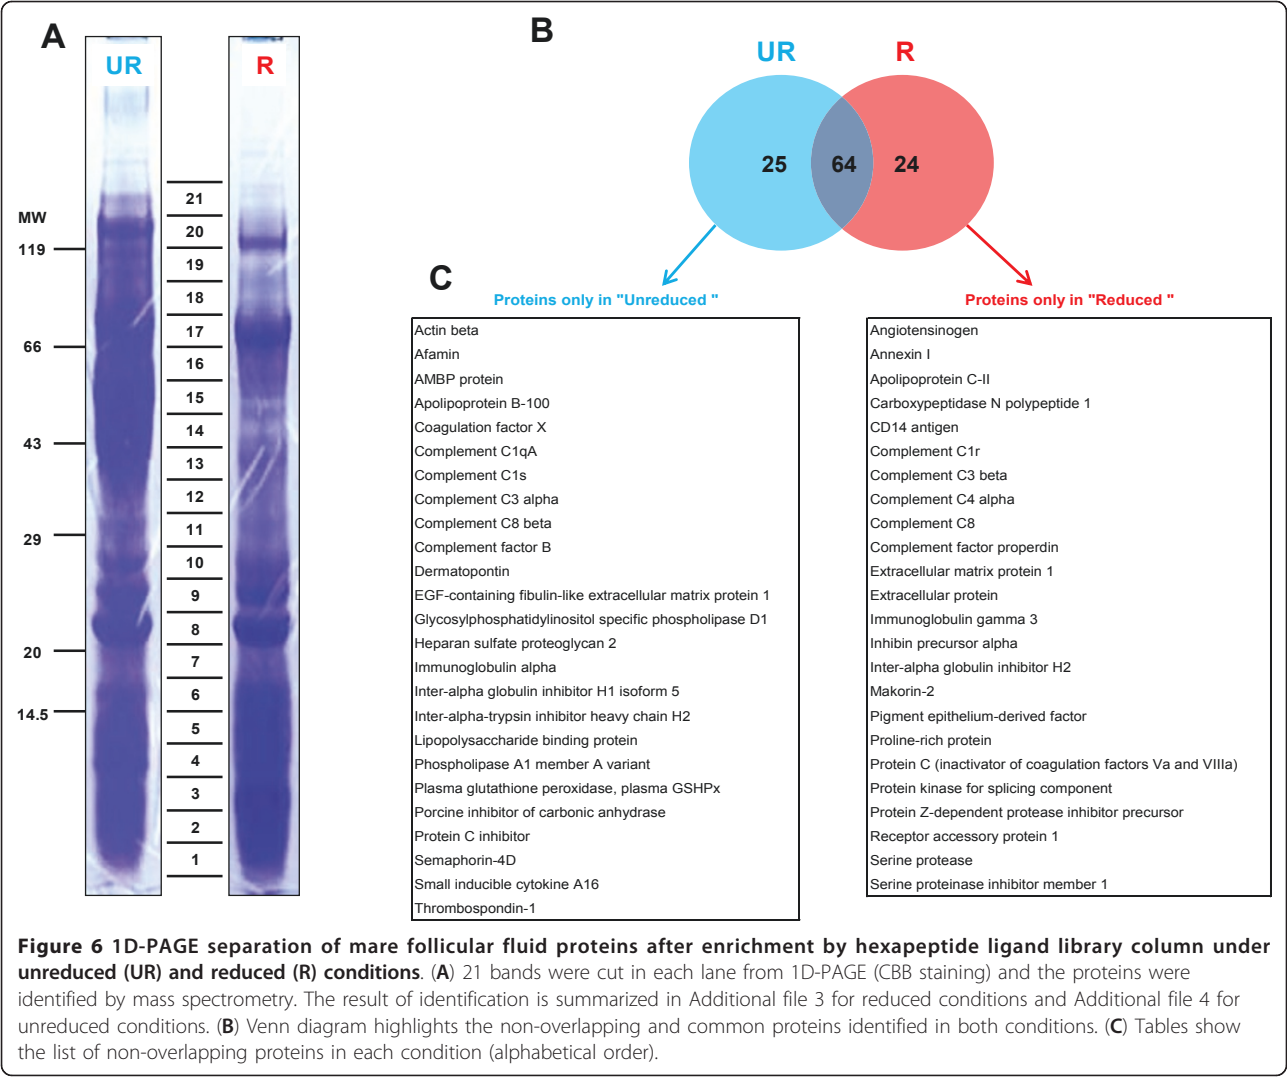 A
UR
R
MW
119
66
43
29
20
14.5
21
20
19
18
17
16
15
14
13
12
11
10
9
8
7
6
5
4
3
2
1
B
UR
R
25
64
24
C
Proteins only in "Unreduced "
Actin beta
Afamin
AMBP protein
Apolipoprotein B-100
Coagulation factor X
Complement C1qA
Complement C1s
Complement C3 alpha
Complement C8 beta
Complement factor B
Dermatopontin
EGF-containing fibulin-like extracellular matrix protein 1
Glycosylphosphatidylinositol specific phospholipase D1
Heparan sulfate proteoglycan 2
Immunoglobulin alpha
Inter-alpha globulin inhibitor H1 isoform 5
Inter-alpha-trypsin inhibitor heavy chain H2
Lipopolysaccharide binding protein
Phospholipase A1 member A variant
Plasma glutathione peroxidase, plasma GSHPx
Porcine inhibitor of carbonic anhydrase
Protein C inhibitor
Semaphorin-4D
Small inducible cytokine A16
Thrombospondin-1
Proteins only in "Reduced "
Angiotensinogen
Annexin I
Apolipoprotein C-II
Carboxypeptidase N polypeptide 1
CD14 antigen
Complement C1r
Complement C3 beta
Complement C4 alpha
Complement C8
Complement factor properdin
Extracellular matrix protein 1
Extracellular protein
Immunoglobulin gamma 3
Inhibin precursor alpha
Inter-alpha globulin inhibitor H2
Makorin-2
Pigment epithelium-derived factor
Proline-rich protein
Protein C (inactivator of coagulation factors Va and VIIIa)
Protein kinase for splicing component
Protein Z-dependent protease inhibitor precursor
Receptor accessory protein 1
Serine protease
Serine proteinase inhibitor member 1
Figure 6 1D-PAGE separation of mare follicular fluid proteins after enrichment by hexapeptide ligand library column under
unreduced (UR) and reduced (R) conditions. (A) 21 bands were cut in each lane from 1D-PAGE (CBB staining) and the proteins were
identified by mass spectrometry. The result of identification is summarized in Additional file 3 for reduced conditions and Additional file 4 for
unreduced conditions. (B) Venn diagram highlights the non-overlapping and common proteins identified in both conditions. (C) Tables show
the list of non-overlapping proteins in each condition (alphabetical order).